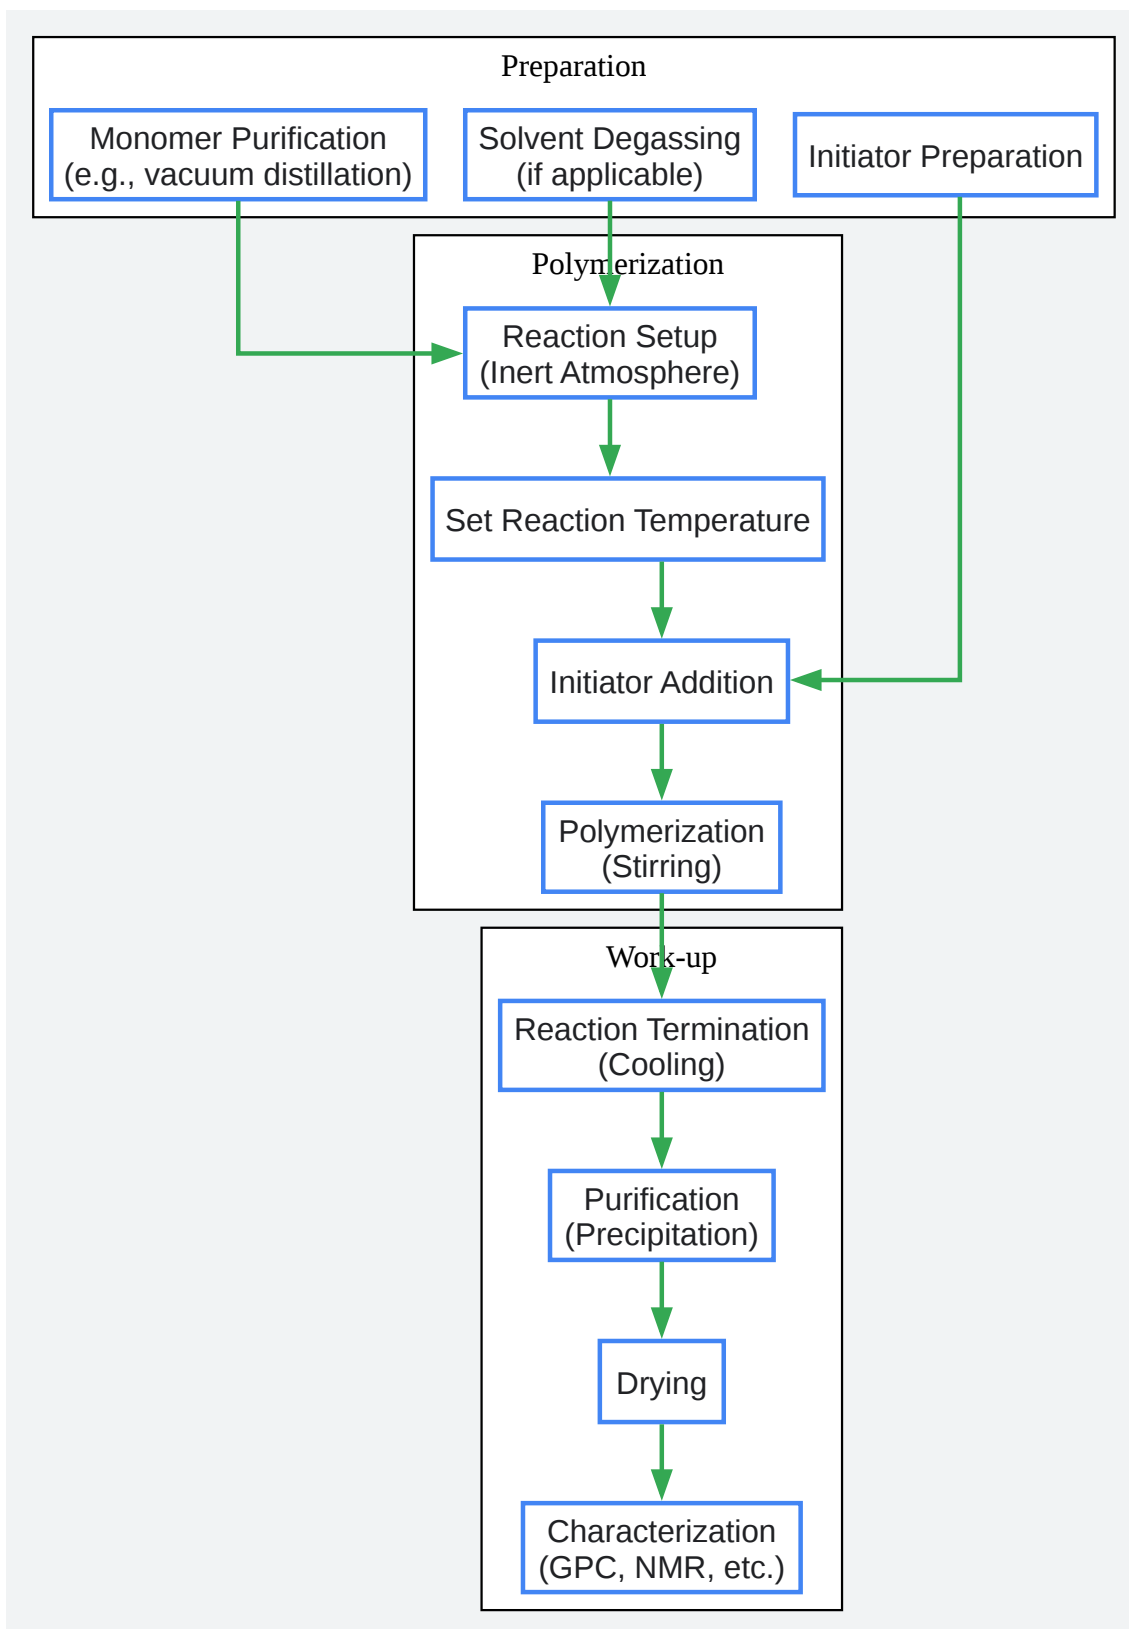 Preparation
Monomer Purification
(e.g., vacuum distillation)
Solvent Degassing
(if applicable)
Initiator Preparation
Polymerization
Reaction Setup
(Inert Atmosphere)
Set Reaction Temperature
Initiator Addition
Polymerization
(Stirring)
Work-up
Reaction Termination
(Cooling)
Purification
(Precipitation)
Drying
Characterization
(GPC, NMR, etc.)